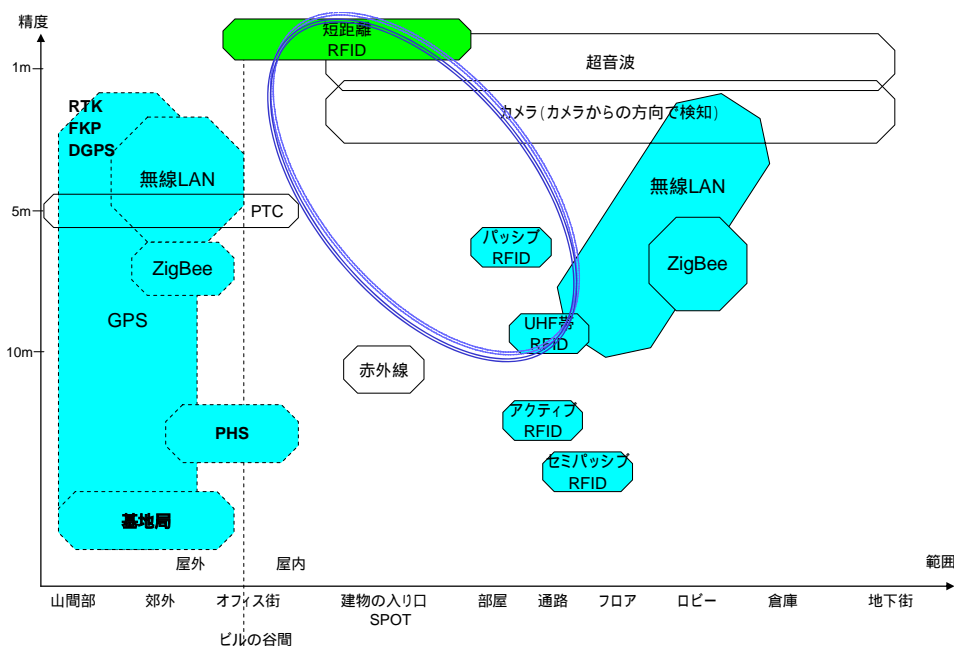 精度
短距離
RFID
超音波
1m
カメラ(カメラからの方向で検知)
RTK
FKP
DGPS
無線LAN
無線LAN
5m
PTC
パッシブ
RFID
ZigBee
ZigBee
GPS
UHF帯
RFID
10m
赤外線
アクティブ
RFID
PHS
セミパッシブ
RFID
基地局
屋外
屋内
範囲
山間部
郊外
オフィス街
建物の入り口
SPOT
部屋
通路
フロア
ロビー
倉庫
地下街
ビルの谷間